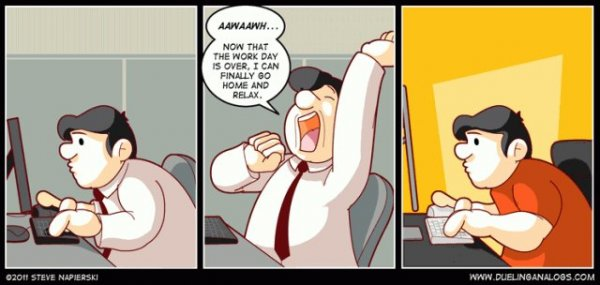 AAWAAWH...
NOW THAT
THE WORK DAY
IS OVER, I CAN
FINALLY GO
HOME AND
RELAX.
©2011 STEVE NAPIERSKI
WWW.DUELINGANALOGS.COM